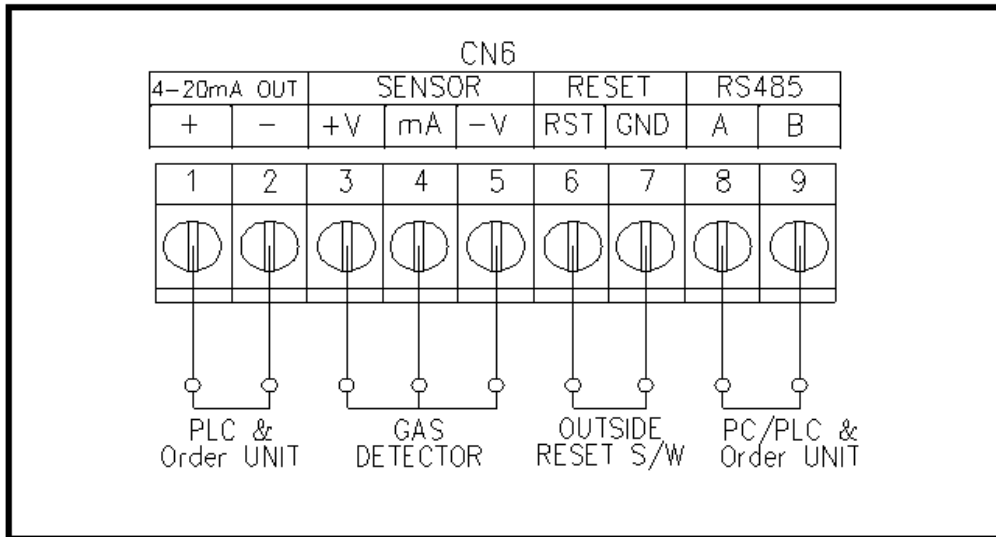 CN6
4-20mA OUT SENSOR RESET RS485
+ - +V mA -V RST GND A B
1 2 3 4 5 6 7 8 9
PLC & GAS OUTSIDE PC/PLC &
Order UNIT DETECTOR RESET S/W Order UNIT